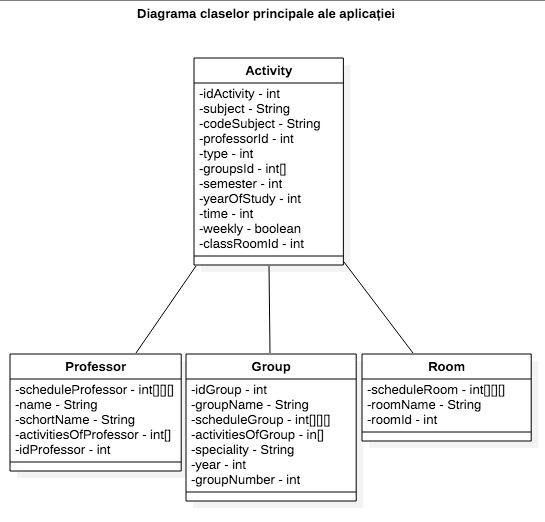 Diagrama claselor principale ale aplicației
Activity
-idActivity - int
-subject - String
-codeSubject - String
-professorId - int
-type - int
-groupsId - int[]
-semester - int
-yearOfStudy - int
-time - int
-weekly - boolean
-classRoomId - int
Professor
-scheduleProfessor - int[][][]
-name - String
-schortName - String
-activitiesOfProfessor - int[]
-idProfessor - int
Group
-idGroup - int
-groupName - String
-scheduleGroup - int[][][]
-activitiesOfGroup - in[]
-speciality - String
-year - int
-groupNumber - int
Room
-scheduleRoom - int[][][]
-roomName - String
-roomId - int